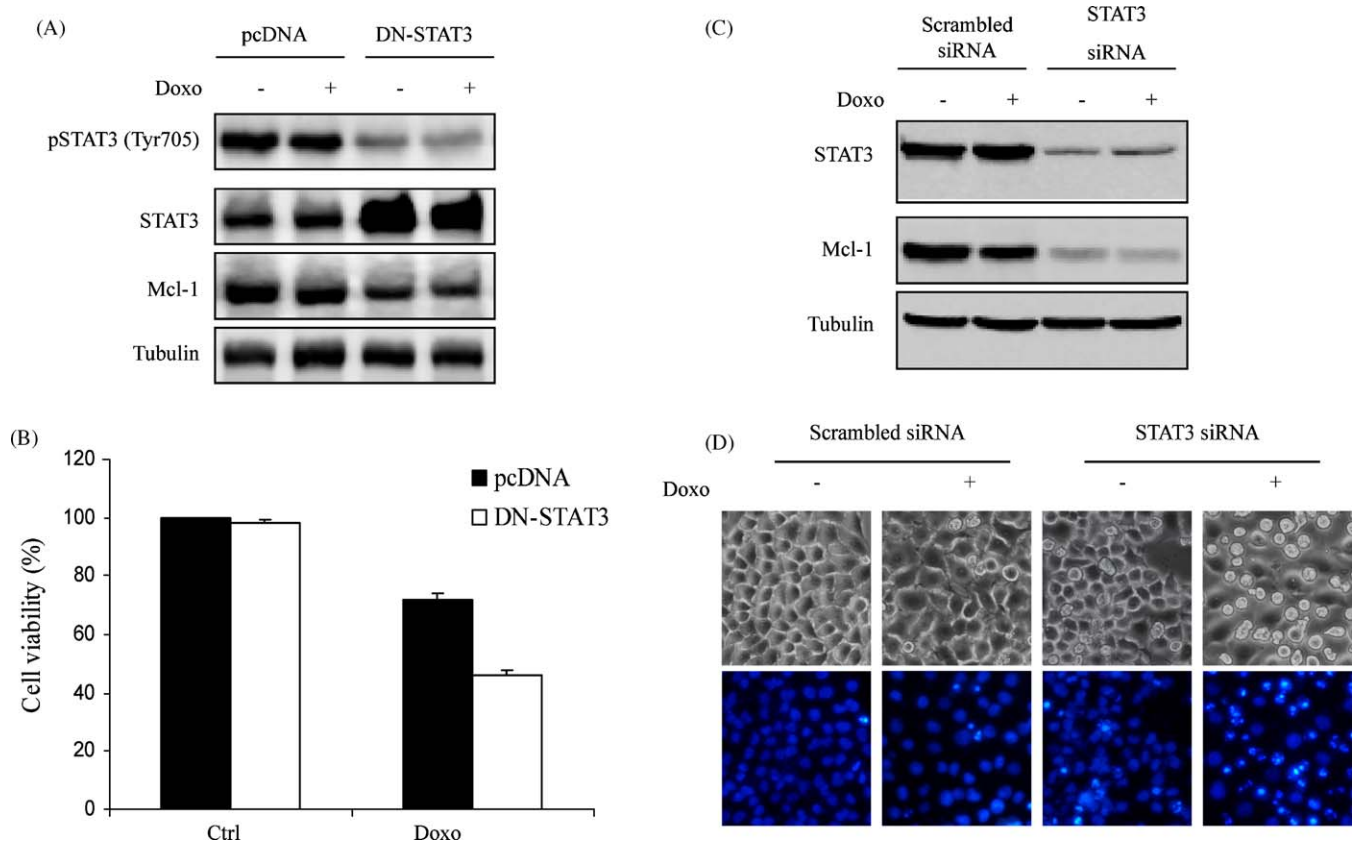 (A)
pcDNA DN-STAT3
Doxo - + - +
pSTAT3 (Tyr705)
STAT3
Mcl-1
Tubulin
(B)
120
100
80
60
40
20
0
Cell viability (%)
pcDNA
DN-STAT3
Ctrl Doxo
(C)
Scrambled
siRNA
STAT3
siRNA
Doxo - + - +
STAT3
Mcl-1
Tubulin
(D)
Scrambled siRNA STAT3 siRNA
Doxo - + - +